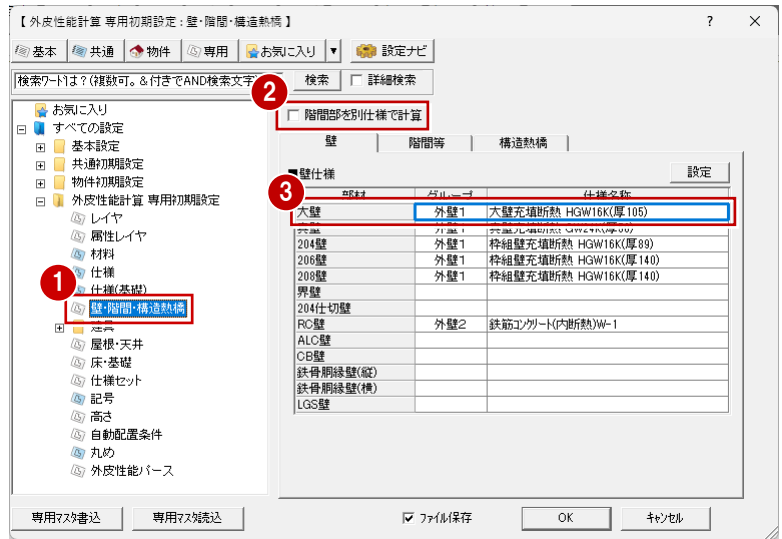 【 外皮性能計算 専用初期設定 : 壁・階間・構造熱橋 】 ? ×
基本 共通 物件 専用 お気に入り ▼ 設定ナビ
検索ワードは？(複数可。＆付きでAND検索文字 検索 詳細検索
2
お気に入り
階間部を別仕様で計算
すべての設定
壁 階間等 構造熱橋
基本設定
共通初期設定
■壁仕様 設定
物件初期設定
外皮性能計算 専用初期設定
3
部材 グループ 仕様名称
大壁 外壁1 大壁充填断熱 HGW16K(厚105)
204壁 外壁1 枠組壁充填断熱 HGW16K(厚89)
206壁 外壁1 枠組壁充填断熱 HGW16K(厚140)
208壁 外壁1 枠組壁充填断熱 HGW16K(厚140)
界壁
204仕切壁
RC壁 外壁2 鉄筋コンクリート(内断熱)W-1
ALC壁
CB壁
鉄骨胴縁壁(縦)
鉄骨胴縁壁(横)
LGS壁
レイヤ
属性レイヤ
材料
仕様
1
仕様(基礎)
壁・階間・構造熱橋
建具
屋根・天井
床・基礎
仕様セット
記号
高さ
自動配置条件
丸め
外皮性能パース
専用マスタ書込 専用マスタ読込 ファイル保存 OK キャンセル